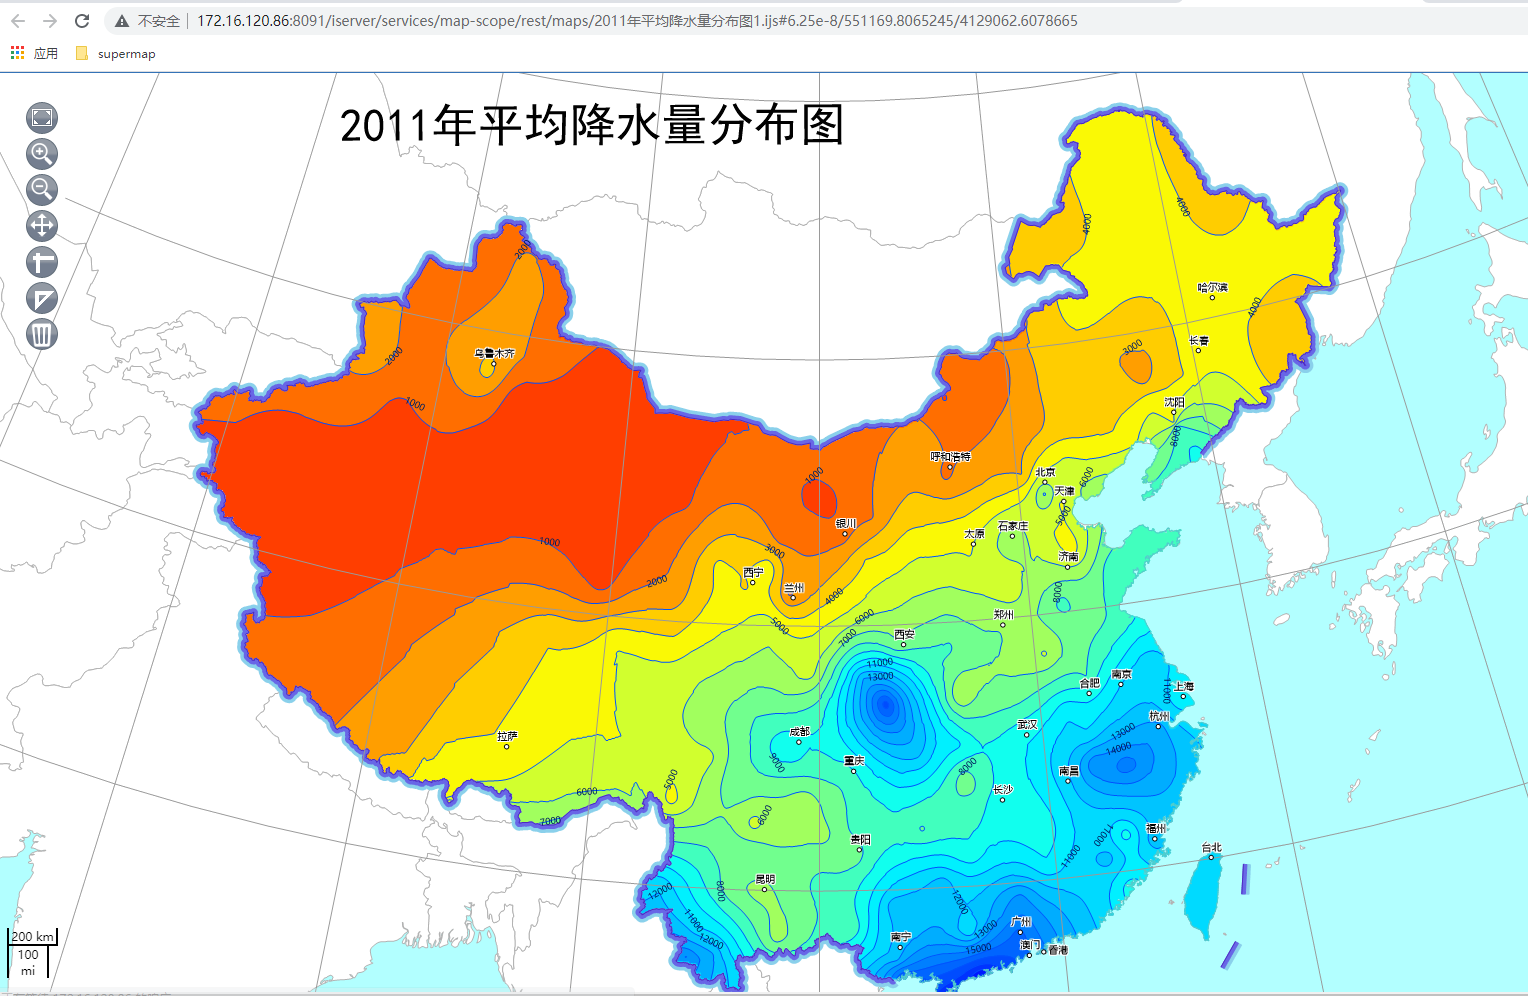 不安全 172.16.120.86:8091/iserver/services/map-scope/rest/maps/2011年平均降水量分布图1.ijs#6.25e-8/551169.8065245/4129062.6078665
应用 supermap
2011年平均降水量分布图
4000
4000
2000
哈尔滨
4000
长春
3000
乌鲁木齐
2000
1000
沈阳
8000
呼和浩特
北京
6000
天津
1000
5000
银川
石家庄
太原
1000
3000
济南
西宁
2000
兰州
4000
8000
郑州
6000
5000
7000
西安
11000
13000
南京
合肥
11000
上海
杭州
武汉
13000
拉萨
成都
14000
9000
重庆
8000
南昌
5000
6000
长沙
6000
7000
福州
11000
贵阳
台北
11000
昆明
8000
12000
12000
广州
11000
13000
南宁
12000
澳门
香港
15000
200 km
100
mi